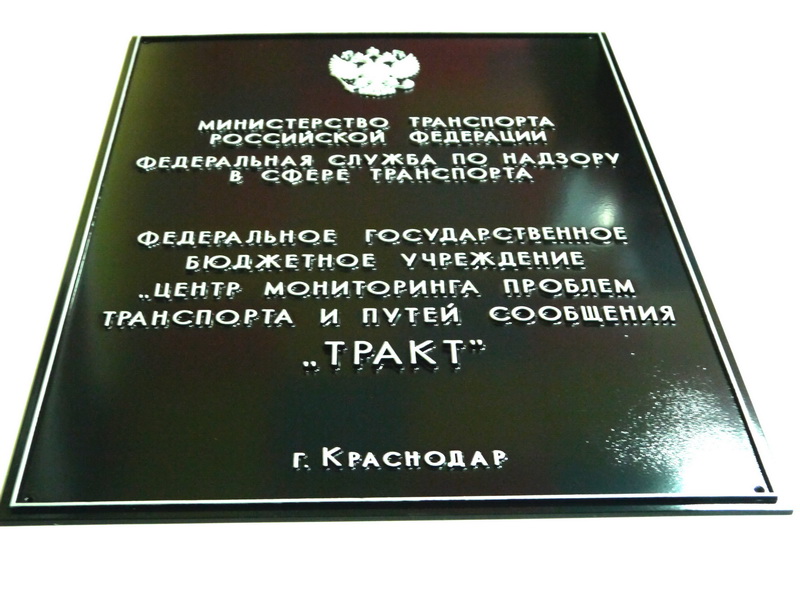 МИНИСТЕРСТВО ТРАНСПОРТА
РОССИЙСКОЙ ФЕДЕРАЦИИ
ФЕДЕРАЛЬНАЯ СЛУЖБА ПО НАДЗОРУ
В СФЕРЕ ТРАНСПОРТА
ФЕДЕРАЛЬНОЕ ГОСУДАРСТВЕННОЕ
БЮДЖЕТНОЕ УЧРЕЖДЕНИЕ
„ЦЕНТР МОНИТОРИНГА ПРОБЛЕМ
ТРАНСПОРТА И ПУТЕЙ СООБЩЕНИЯ
„ТРАКТ"
г. Краснодар